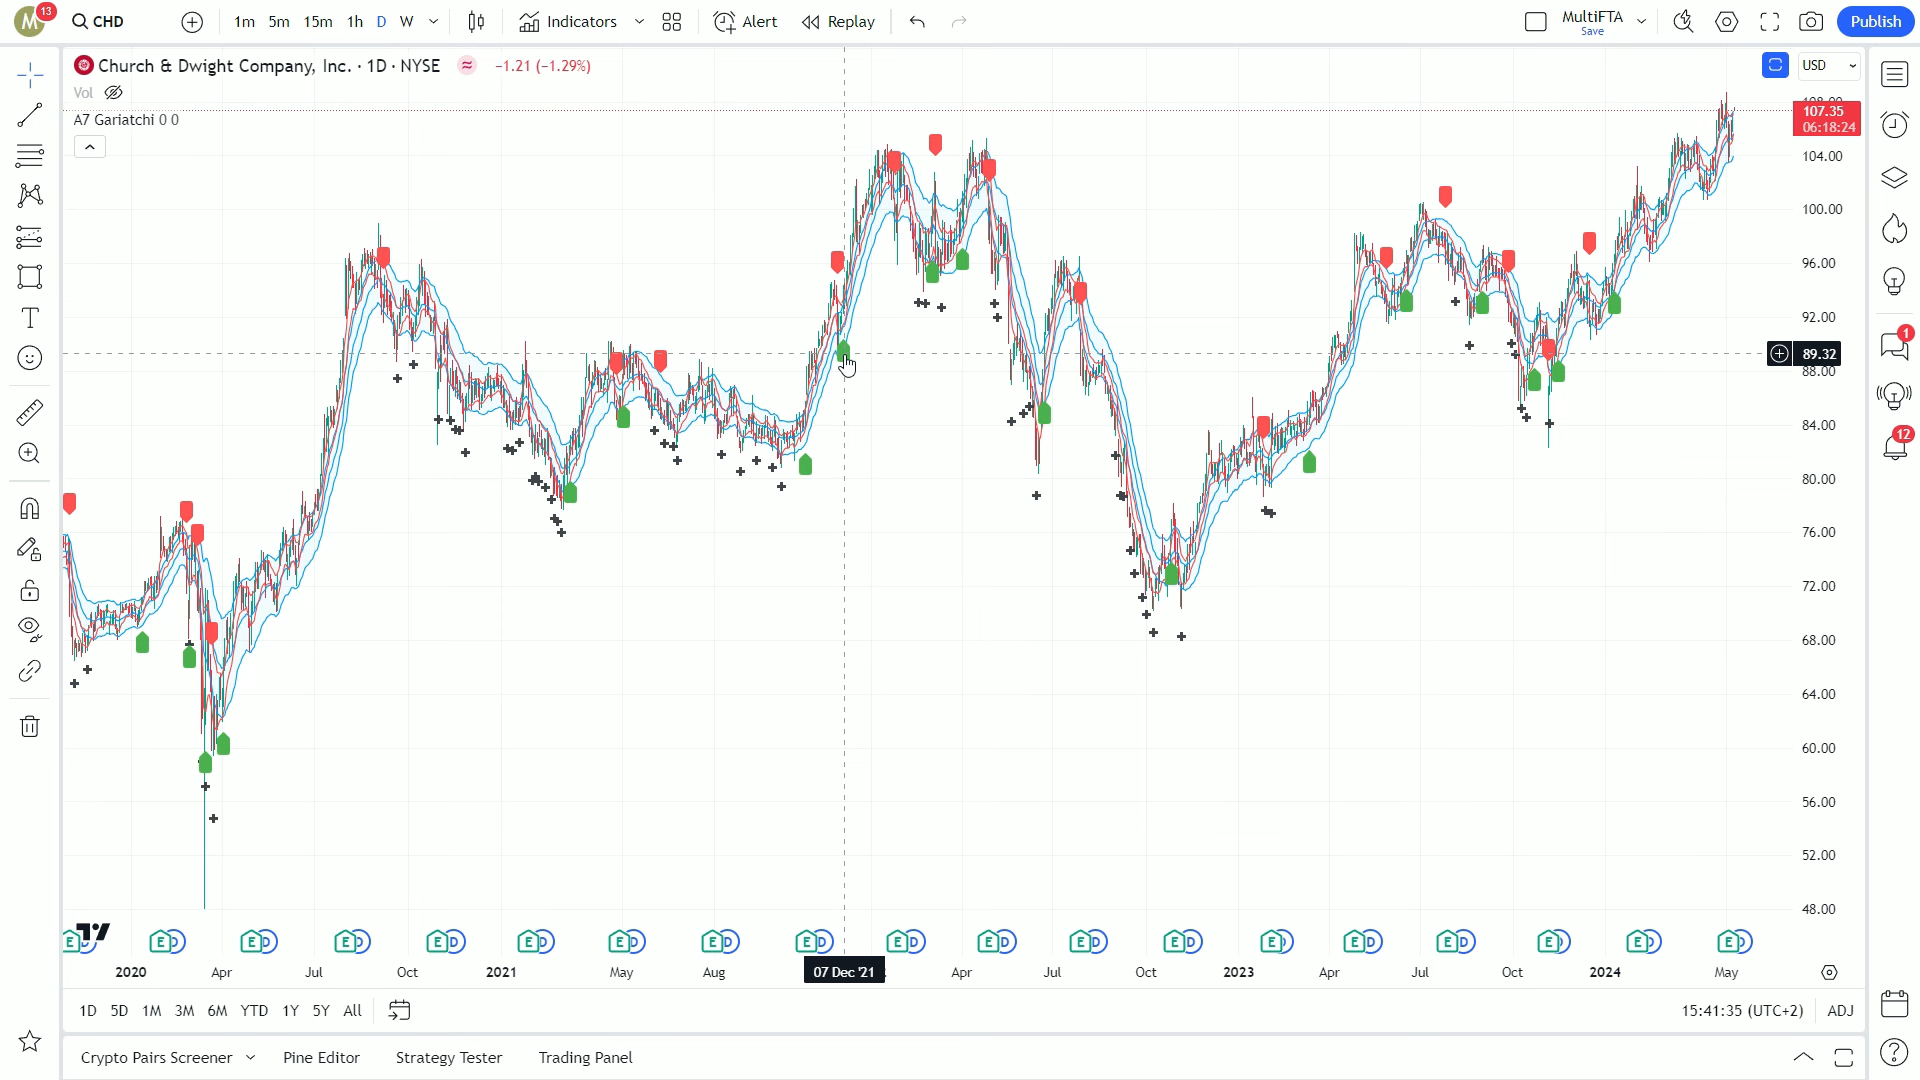 M 13 CHD 1m 5m 15m 1h D W Indicators Alert Replay MultiFTA Save Publish
Church & Dwight Company, Inc. · 1D · NYSE ≈ −1.21 (−1.29%) USD
Vol
A7 Gariatchi 0 0
108.00
107.35
06:18:24
104.00
100.00
96.00
92.00
89.32
88.00
84.00
80.00
76.00
72.00
68.00
64.00
60.00
56.00
52.00
48.00
1
12
E D E D E D E D E D E D E D E D E D E D E D E D E D E D E D E D E D E D E D
2020 Apr Jul Oct 2021 May Aug 07 Dec '21 Apr Jul Oct 2023 Apr Jul Oct 2024 May
1D 5D 1M 3M 6M YTD 1Y 5Y All 15:41:35 (UTC+2) ADJ
Crypto Pairs Screener Pine Editor Strategy Tester Trading Panel